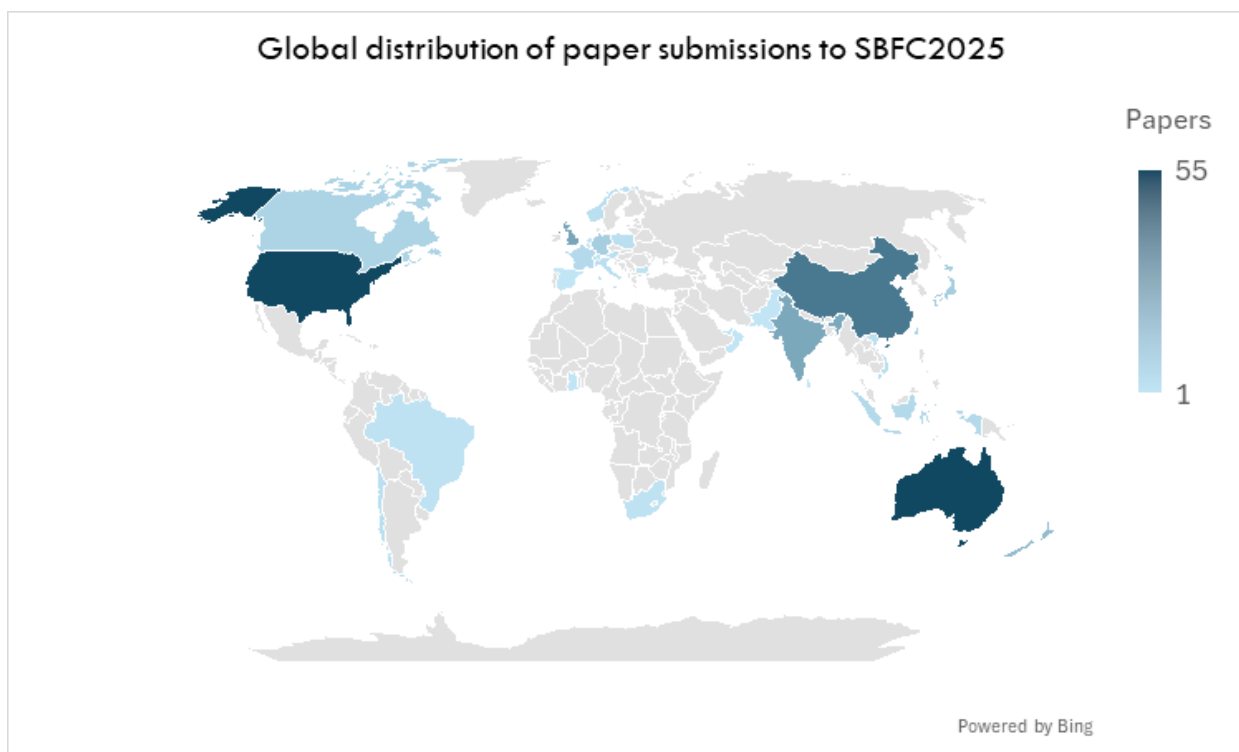 Global distribution of paper submissions to SBFC2025
Papers
55
1
Powered by Bing